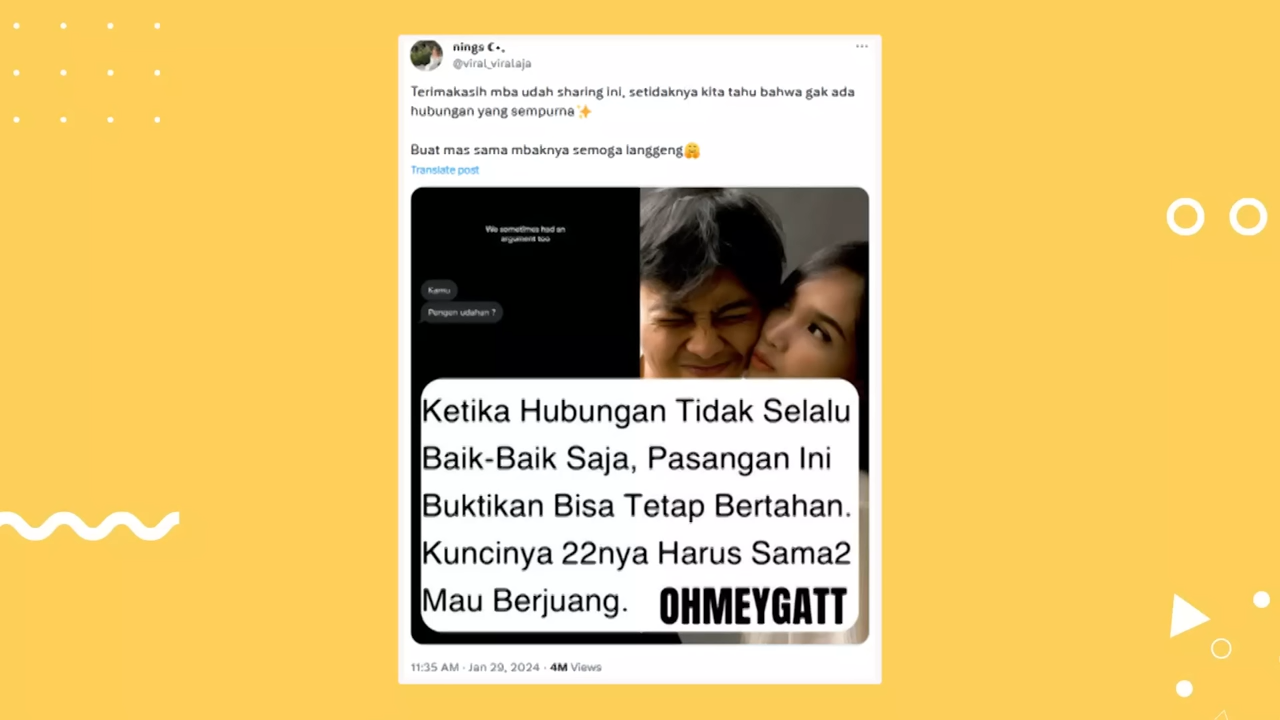 nings ☾•。
@viral_viralaja
Terimakasih mba udah sharing ini, setidaknya kita tahu bahwa gak ada
hubungan yang sempurna✨
Buat mas sama mbaknya semoga langgeng🤗
Translate post
We sometimes had an
argument too
Kamu
Pengen udahan ?
Ketika Hubungan Tidak Selalu
Baik-Baik Saja, Pasangan Ini
Buktikan Bisa Tetap Bertahan.
Kuncinya 22nya Harus Sama2
Mau Berjuang.
OHMEYGATT
11:35 AM · Jan 29, 2024 · 4M Views